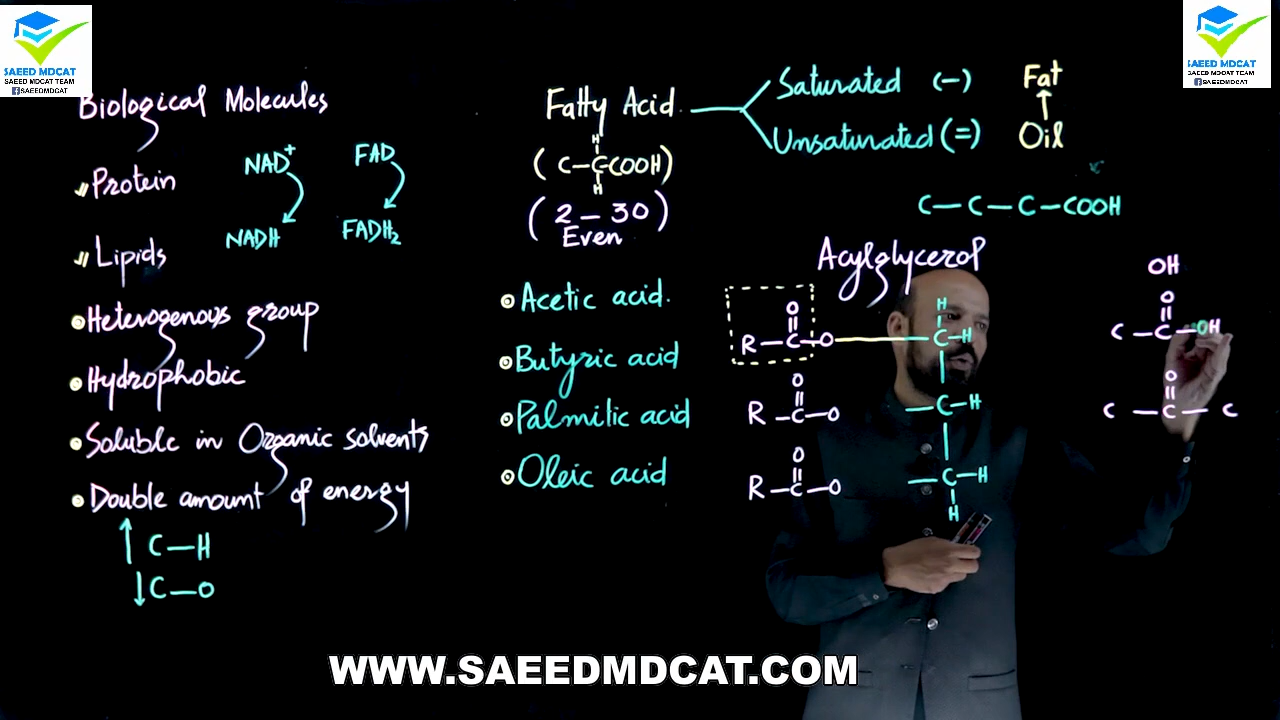 SAEED MDCAT
SAEED MDCAT TEAM
SAEEDMDCAT
SAEED MDCAT
SAEED MDCAT TEAM
SAEEDMDCAT
Biological Molecules
Protein
NAD+
NADH
FAD
FADH2
Lipids
Heterogenous group
Hydrophobic
Soluble in Organic solvents
Double amount of energy
↑ C—H
↓ C—O
Fatty Acid
H
( C—C—COOH )
H
( 2 — 30 )
Even
Saturated (—)
Unsaturated (=)
Fat
Oil
C — C — C — COOH
Acetic acid.
Butyric acid
Palmilic acid
Oleic acid
Acylglycerol
O
R — C — O
O
R — C — O
O
R — C — O
H
C — H
— C — H
— C — H
H
OH
O
C — C — OH
O
C — C — C
WWW.SAEEDMDCAT.COM